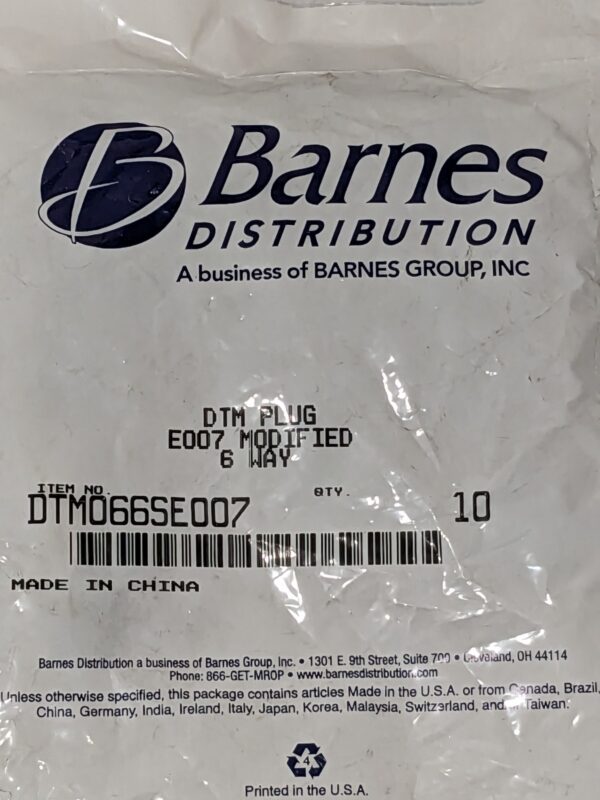 B Barnes
DISTRIBUTION
A business of BARNES GROUP, INC
DTM PLUG
E007 MODIFIED
6 WAY
ITEM NO. QTY.
DTM066SE007 10
MADE IN CHINA
Barnes Distribution a business of Barnes Group, Inc. • 1301 E. 9th Street, Suite 700 • Cleveland, OH 44114
Phone: 866-GET-MROP • www.barnesdistribution.com
Unless otherwise specified, this package contains articles Made in the U.S.A. or from Canada, Brazil,
China, Germany, India, Ireland, Italy, Japan, Korea, Malaysia, Switzerland, and/or Taiwan.
4
Printed in the U.S.A.